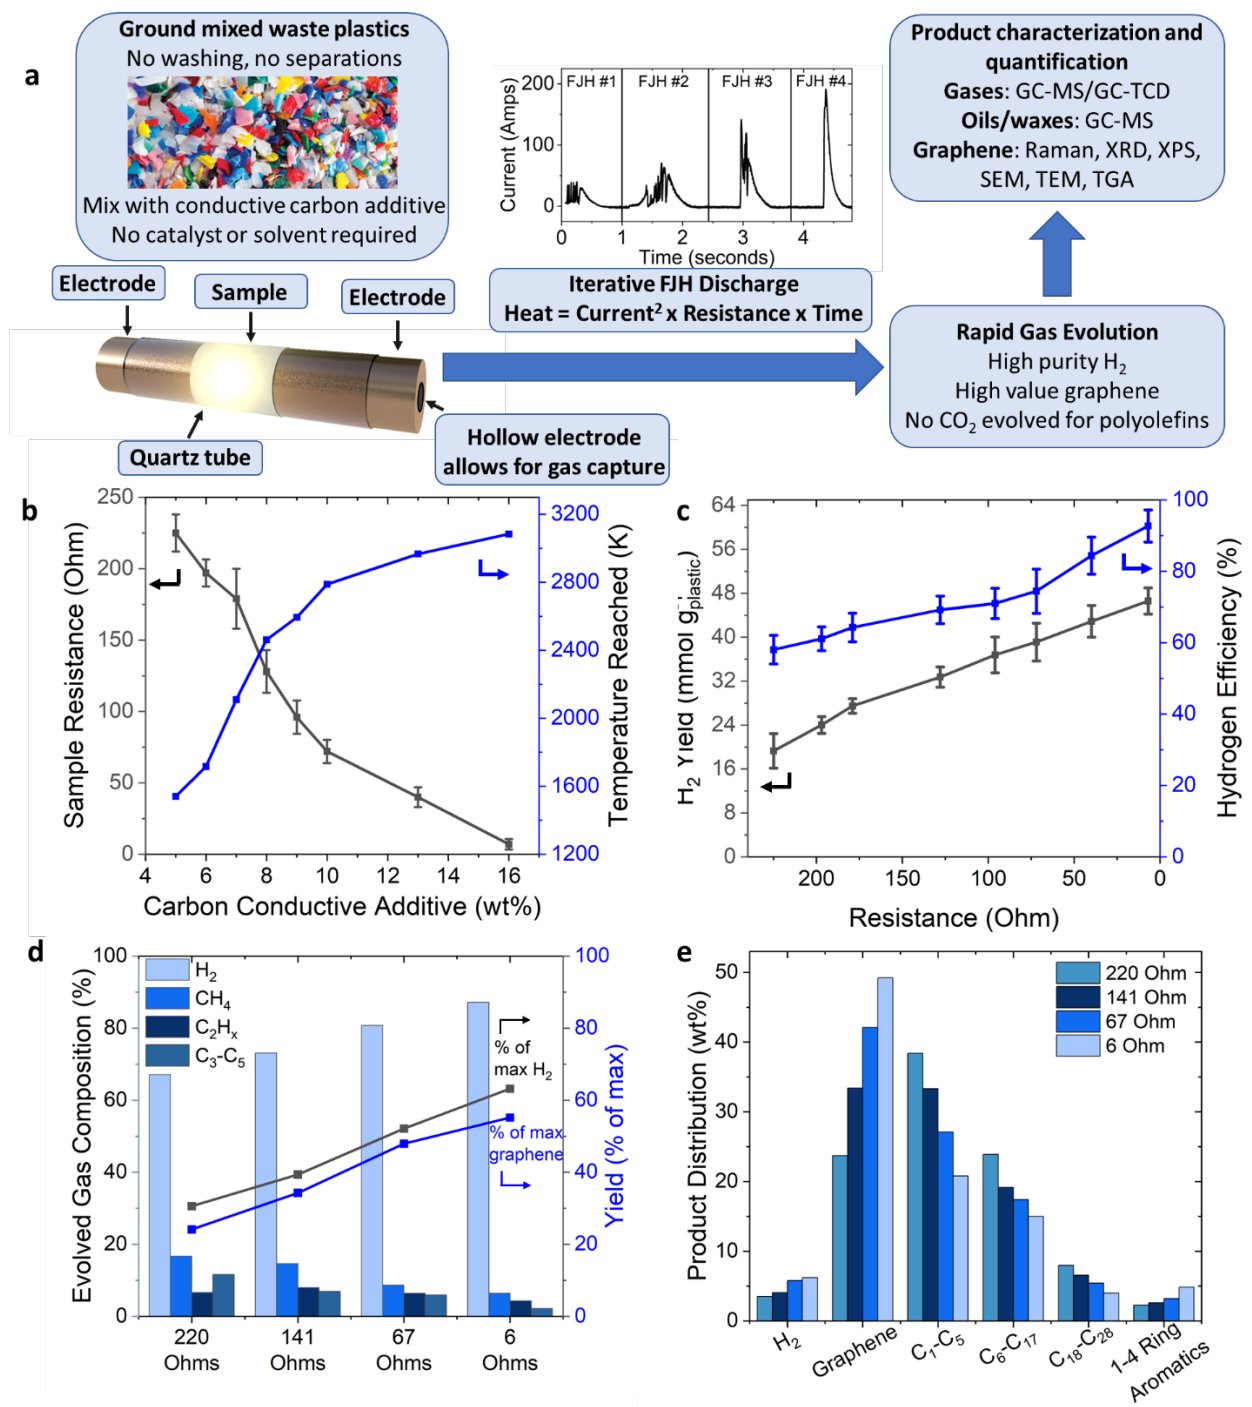 a
Ground mixed waste plastics
No washing, no separations
Mix with conductive carbon additive
No catalyst or solvent required
Electrode
Sample
Electrode
Quartz tube
Hollow electrode
allows for gas capture
FJH #1
FJH #2
FJH #3
FJH #4
Current (Amps)
200
100
0
0
1
2
3
4
Time (seconds)
Iterative FJH Discharge
Heat = Current² x Resistance x Time
Product characterization and
quantification
Gases: GC-MS/GC-TCD
Oils/waxes: GC-MS
Graphene: Raman, XRD, XPS,
SEM, TEM, TGA
Rapid Gas Evolution
High purity H₂
High value graphene
No CO₂ evolved for polyolefins
b
Sample Resistance (Ohm)
250
200
150
100
50
0
4
6
8
10
12
14
16
Carbon Conductive Additive (wt%)
3200
2800
2400
2000
1600
1200
Temperature Reached (K)
c
H₂ Yield (mmol g⁻plastic)
64
56
48
40
32
24
16
8
0
200
150
100
50
0
Resistance (Ohm)
100
80
60
40
20
0
Hydrogen Efficiency (%)
d
Evolved Gas Composition (%)
100
80
60
40
20
0
H₂
CH₄
C₂Hₓ
C₃-C₅
% of
max H₂
% of max
graphene
220
Ohms
141
Ohms
67
Ohms
6
Ohms
100
80
60
40
20
0
Yield (% of max)
e
Product Distribution (wt%)
50
40
30
20
10
0
220 Ohm
141 Ohm
67 Ohm
6 Ohm
H₂
Graphene
C₁-C₅
C₆-C₁₇
C₁₈-C₂₈
1-4 Ring
Aromatics